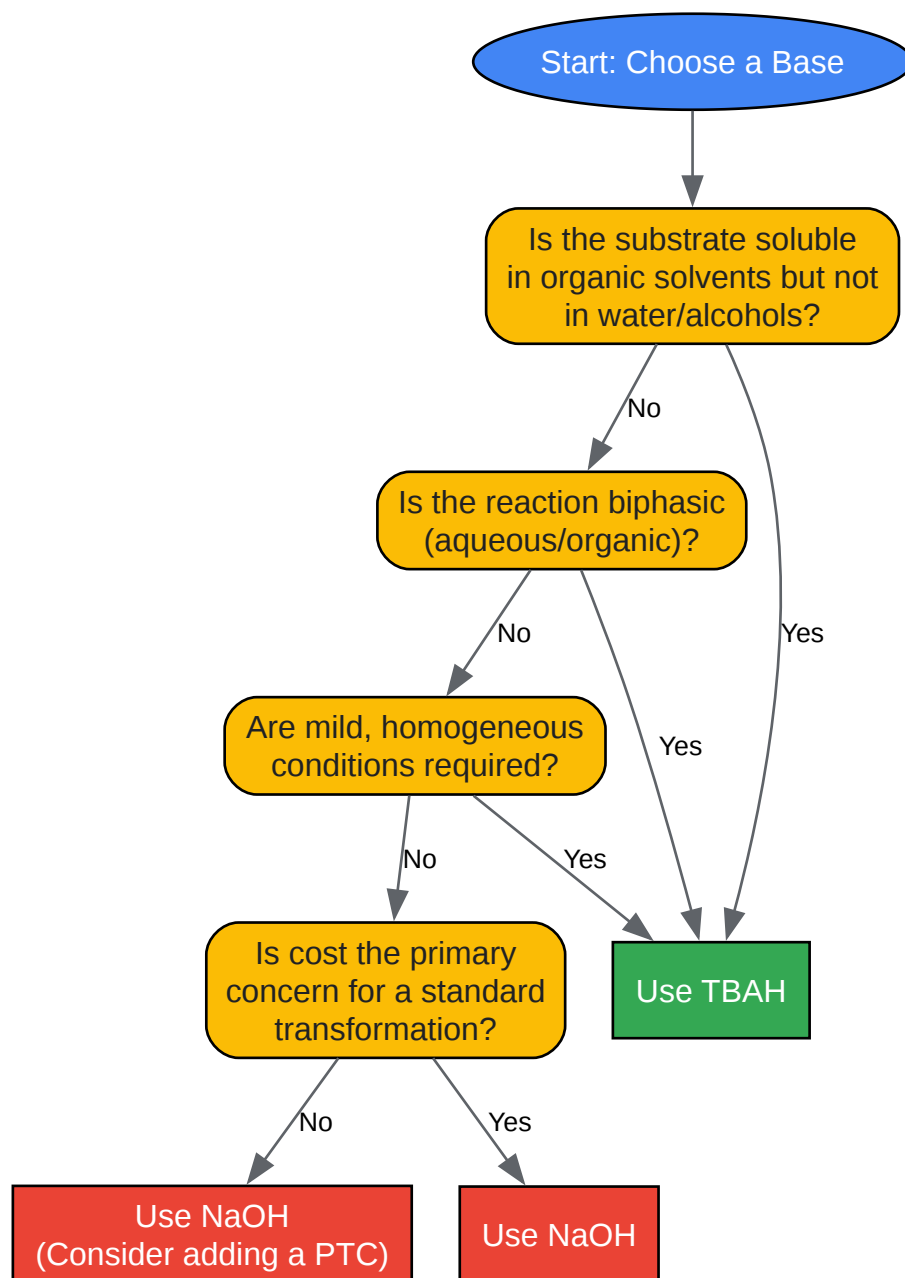 Start: Choose a Base
Is the substrate soluble
in organic solvents but not
in water/alcohols?
No
Is the reaction biphasic
(aqueous/organic)?
No
Yes
Are mild, homogeneous
conditions required?
Yes
No
Yes
Is cost the primary
concern for a standard
transformation?
Use TBAH
No
Yes
Use NaOH
(Consider adding a PTC)
Use NaOH